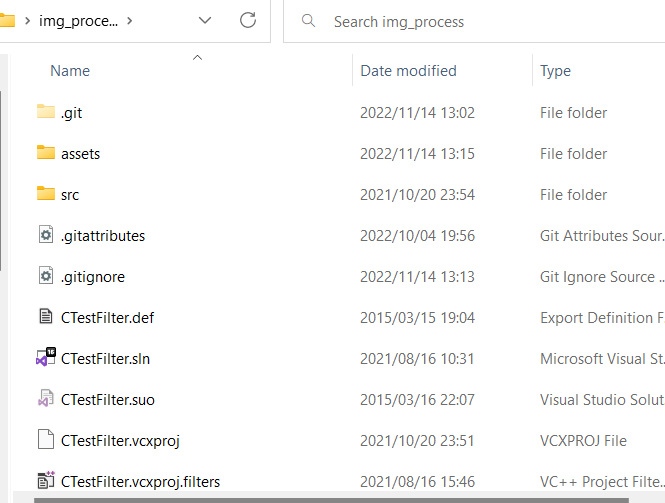 img_proce...
Search img_process
Name Date modified Type
.git 2022/11/14 13:02 File folder
assets 2022/11/14 13:15 File folder
src 2021/10/20 23:54 File folder
.gitattributes 2022/10/04 19:56 Git Attributes Sour..
.gitignore 2022/11/14 13:13 Git Ignore Source ..
CTestFilter.def 2015/03/15 19:04 Export Definition F.
16
CTestFilter.sln 2021/08/16 10:31 Microsoft Visual St.
CTestFilter.suo 2015/03/16 22:07 Visual Studio Solut.
CTestFilter.vcxproj 2021/10/20 23:51 VCXPROJ File
CTestFilter.vcxproj.filters 2021/08/16 15:46 VC++ Project Filte..